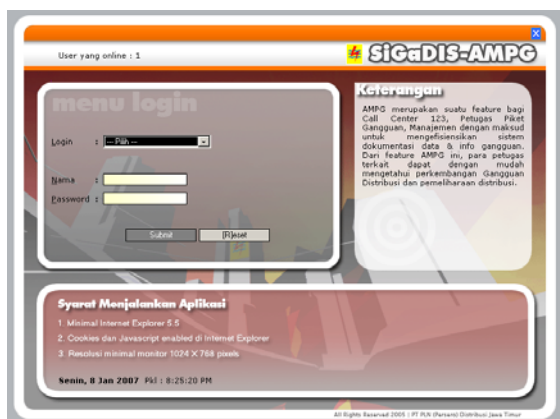 X
User yang online : 1
SiGaDIS-AMPG
menu login
Login : --- Pilih ---
Nama :
Password :
Submit [R]eset
Keterangan
AMPG merupakan suatu feature bagi
Call Center 123, Petugas Piket
Gangguan, Manajemen dengan maksud
untuk mengefisiensikan sistem
dokumentasi data & info gangguan.
Dari feature AMPG ini, para petugas
terkait dapat dengan mudah
mengetahui perkembangan Gangguan
Distribusi dan pemeliharaan distribusi.
Syarat Menjalankan Aplikasi
1. Minimal Internet Explorer 5.5
2. Cookies dan Javascript enabled di Internet Explorer
3. Resolusi minimal monitor 1024 X 768 pixels
Senin, 8 Jan 2007 Pkl : 8:25:20 PM
All Rights Reserved 2005 | PT PLN (Persero) Distribusi Jawa Timur